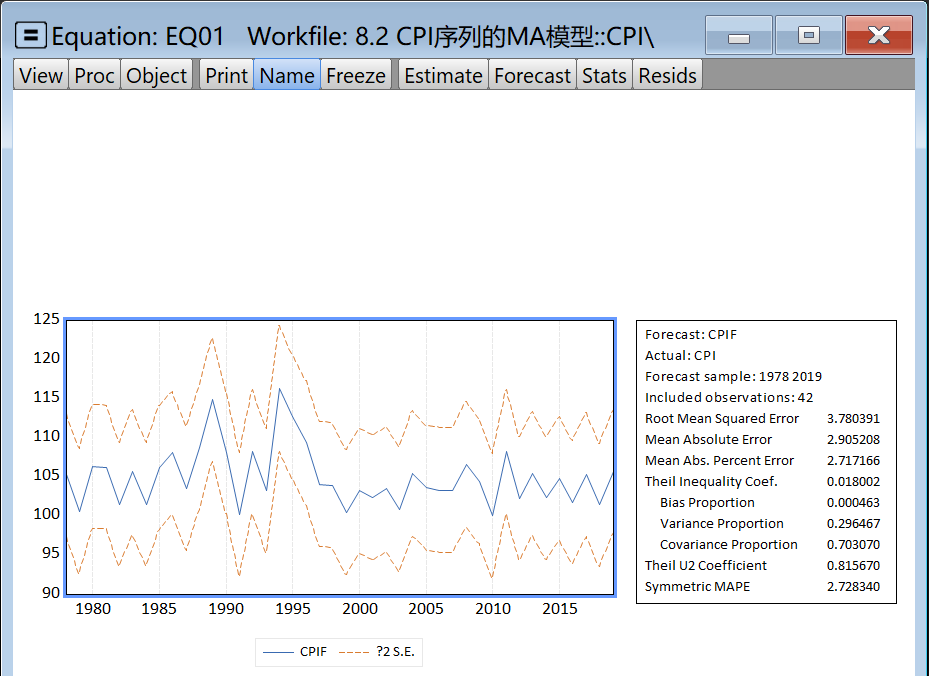 Equation: EQ01 Workfile: 8.2 CPI序列的MA模型::CPI\
View Proc Object Print Name Freeze Estimate Forecast Stats Resids
125
120
115
110
105
100
95
90
1980 1985 1990 1995 2000 2005 2010 2015
CPIF ?2 S.E.
Forecast: CPIF
Actual: CPI
Forecast sample: 1978 2019
Included observations: 42
Root Mean Squared Error 3.780391
Mean Absolute Error 2.905208
Mean Abs. Percent Error 2.717166
Theil Inequality Coef. 0.018002
Bias Proportion 0.000463
Variance Proportion 0.296467
Covariance Proportion 0.703070
Theil U2 Coefficient 0.815670
Symmetric MAPE 2.728340